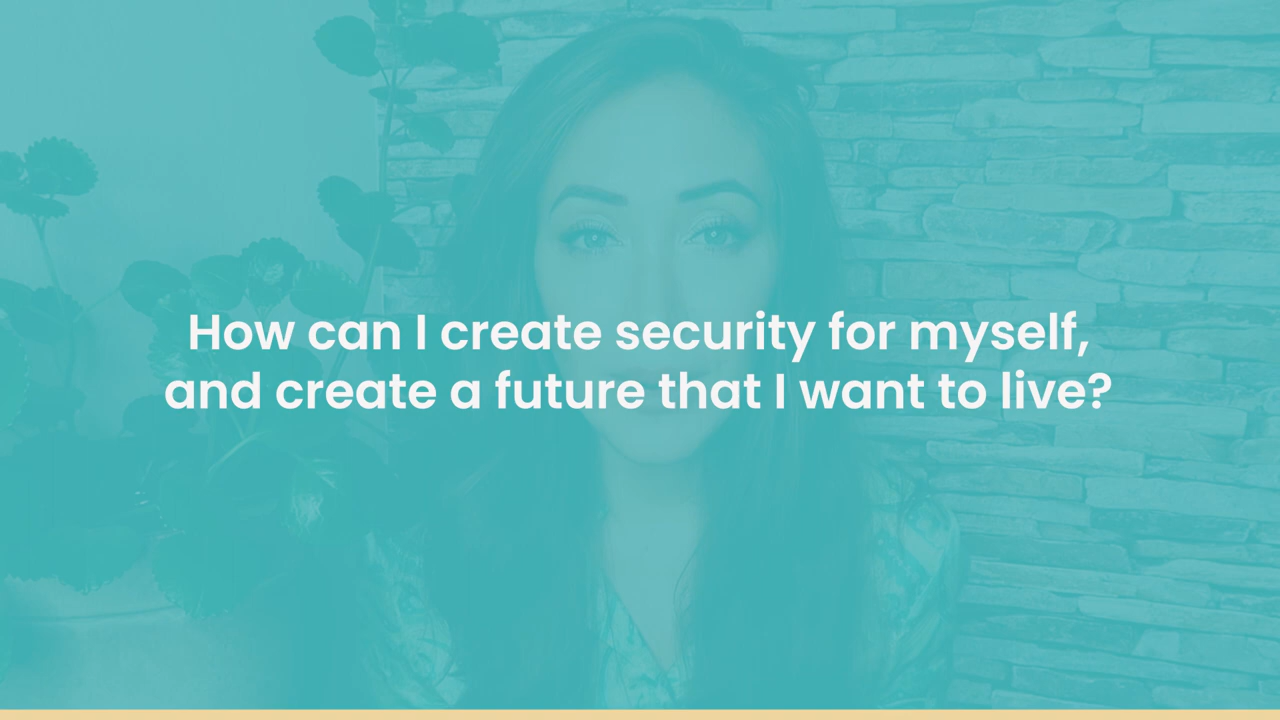 How can I create security for myself,
and create a future that I want to live?